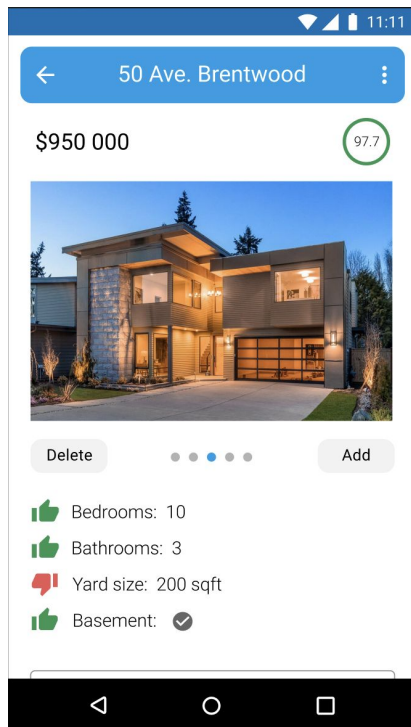 11:11
50 Ave. Brentwood
$950 000
97.7
Delete
Add
Bedrooms: 10
Bathrooms: 3
Yard size: 200 sqft
Basement: